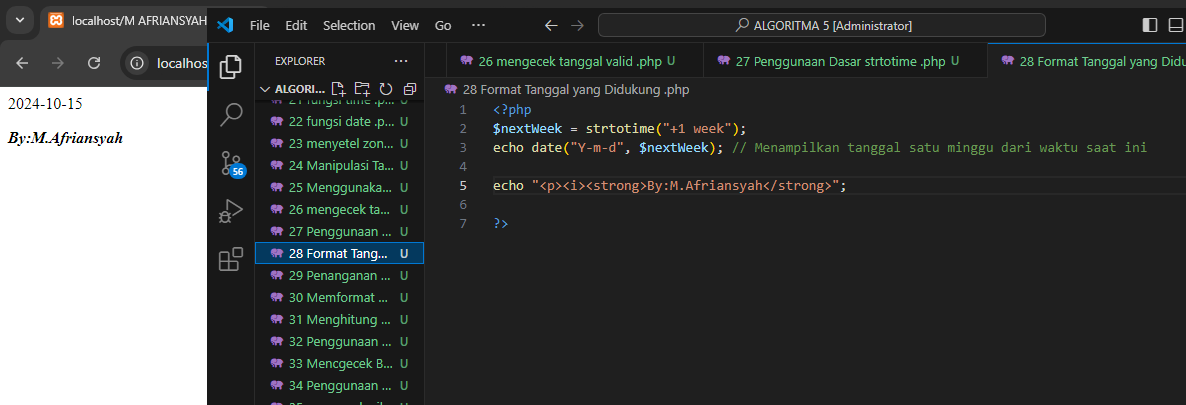 localhost/M AFRIANSYAH
localhost
2024-10-15
By:M.Afriansyah
File Edit Selection View Go ...
ALGORITMA 5 [Administrator]
EXPLORER ...
ALGORI...
21 fungsi time .p... U
22 fungsi date .p... U
23 menyetel zon... U
24 Manipulasi Ta... U
25 Menggunaka... U
26 mengecek ta... U
27 Penggunaan ... U
28 Format Tang... U
29 Penanganan ... U
30 Memformat ... U
31 Menghitung ... U
32 Penggunaan ... U
33 Mencgecek B... U
34 Penggunaan ... U
56
26 mengecek tanggal valid .php U
27 Penggunaan Dasar strtotime .php U
28 Format Tanggal yang Didu
28 Format Tanggal yang Didukung .php
1 <?php
2 $nextWeek = strtotime("+1 week");
3 echo date("Y-m-d", $nextWeek); // Menampilkan tanggal satu minggu dari waktu saat ini
4
5 echo "<p><i><strong>By:M.Afriansyah</strong>";
6
7 ?>